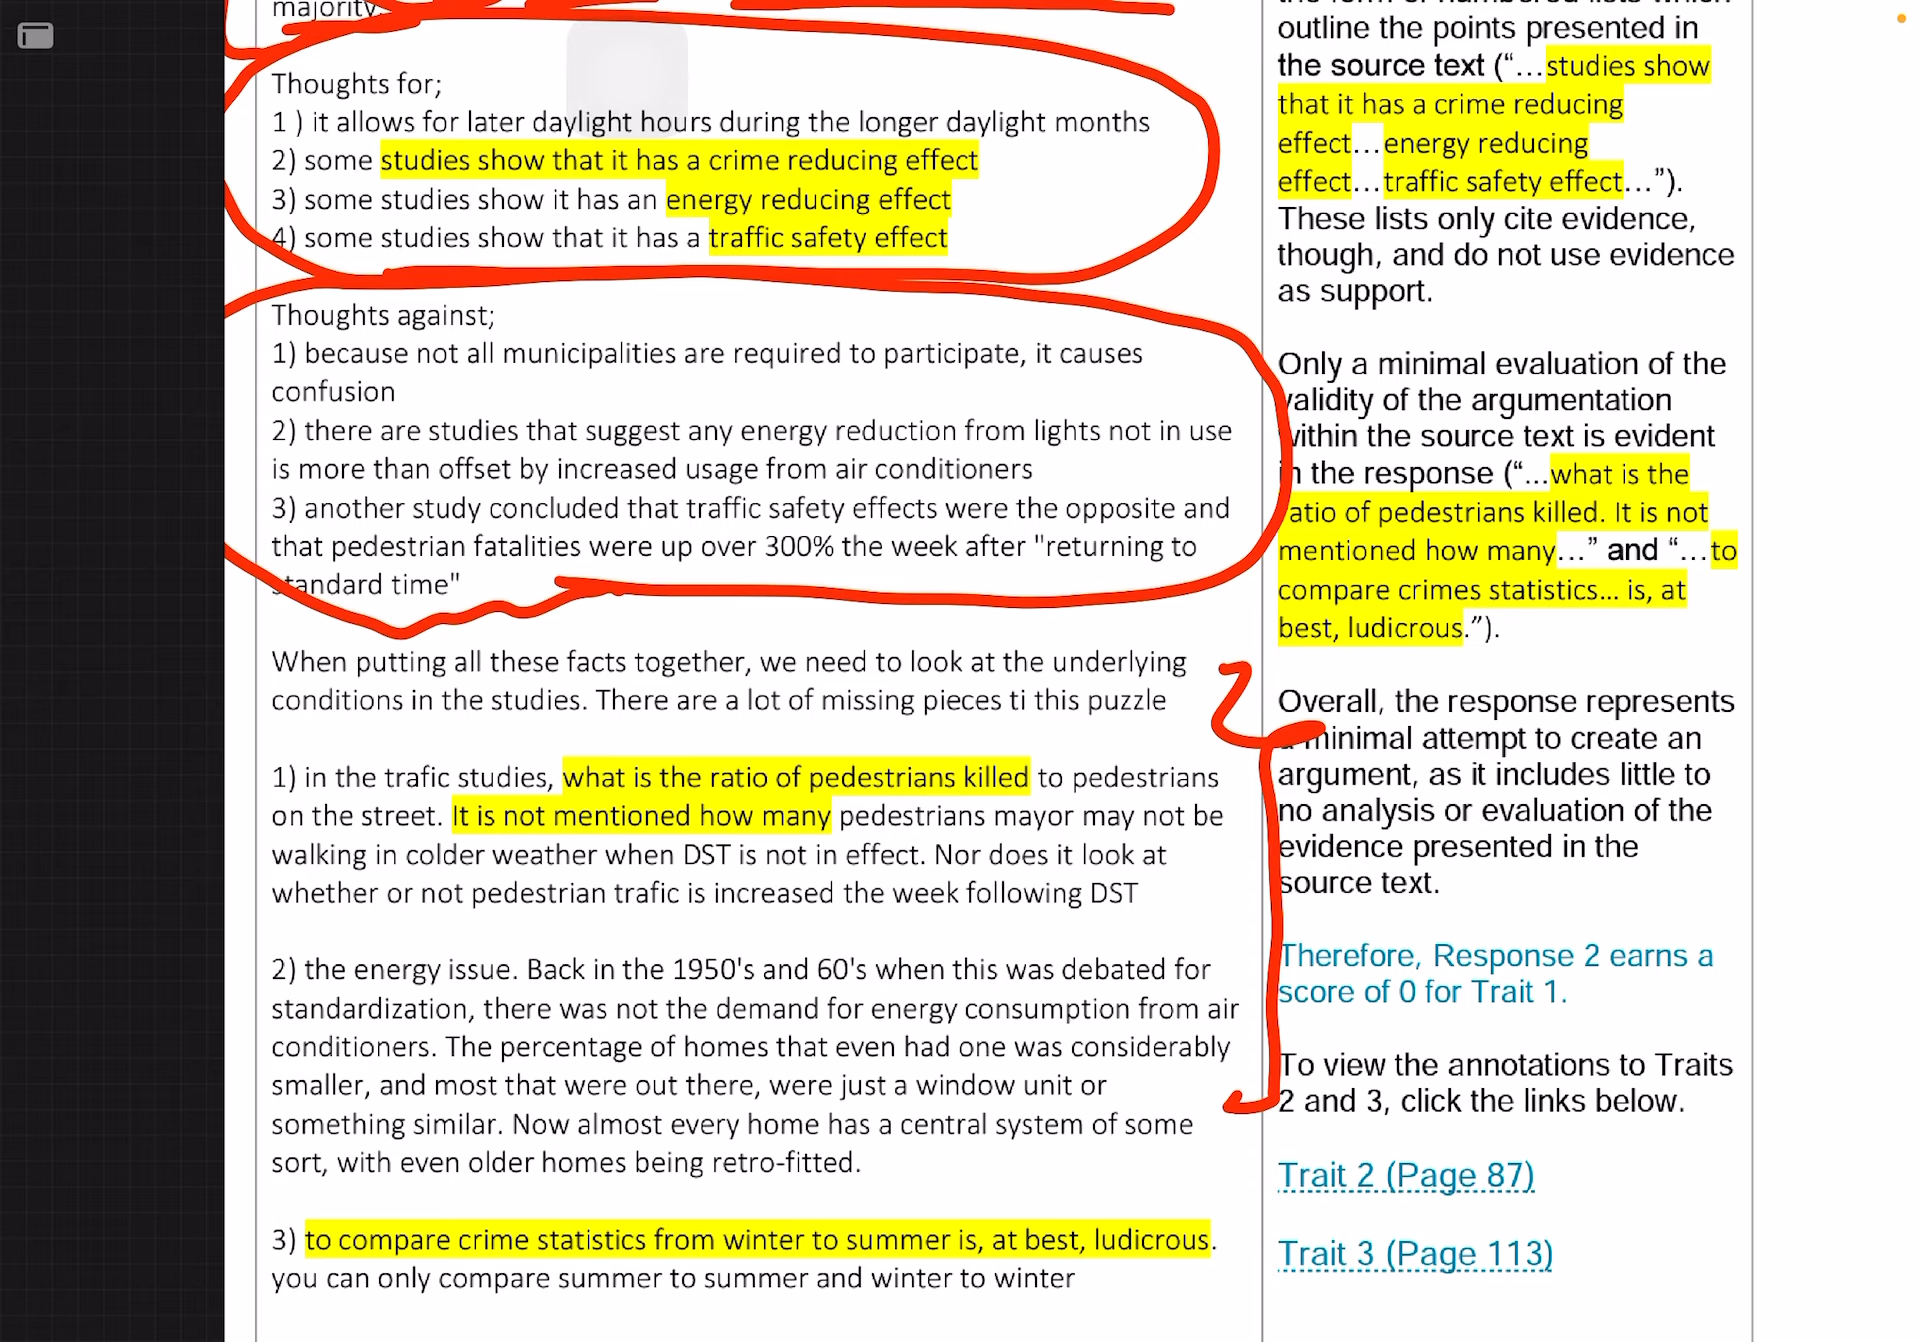 majority.
Thoughts for;
1 ) it allows for later daylight hours during the longer daylight months
2) some studies show that it has a crime reducing effect
3) some studies show it has an energy reducing effect
4) some studies show that it has a traffic safety effect
Thoughts against;
1) because not all municipalities are required to participate, it causes
confusion
2) there are studies that suggest any energy reduction from lights not in use
is more than offset by increased usage from air conditioners
3) another study concluded that traffic safety effects were the opposite and
that pedestrian fatalities were up over 300% the week after "returning to
standard time"
When putting all these facts together, we need to look at the underlying
conditions in the studies. There are a lot of missing pieces ti this puzzle
1) in the trafic studies, what is the ratio of pedestrians killed to pedestrians
on the street. It is not mentioned how many pedestrians mayor may not be
walking in colder weather when DST is not in effect. Nor does it look at
whether or not pedestrian trafic is increased the week following DST
2) the energy issue. Back in the 1950's and 60's when this was debated for
standardization, there was not the demand for energy consumption from air
conditioners. The percentage of homes that even had one was considerably
smaller, and most that were out there, were just a window unit or
something similar. Now almost every home has a central system of some
sort, with even older homes being retro-fitted.
3) to compare crime statistics from winter to summer is, at best, ludicrous.
you can only compare summer to summer and winter to winter
the form of numbered lists which
outline the points presented in
the source text (“…studies show
that it has a crime reducing
effect…energy reducing
effect…traffic safety effect…”).
These lists only cite evidence,
though, and do not use evidence
as support.
Only a minimal evaluation of the
validity of the argumentation
within the source text is evident
in the response (“…what is the
ratio of pedestrians killed. It is not
mentioned how many…” and “…to
compare crimes statistics… is, at
best, ludicrous.”).
Overall, the response represents
a minimal attempt to create an
argument, as it includes little to
no analysis or evaluation of the
evidence presented in the
source text.
Therefore, Response 2 earns a
score of 0 for Trait 1.
To view the annotations to Traits
2 and 3, click the links below.
Trait 2 (Page 87)
Trait 3 (Page 113)